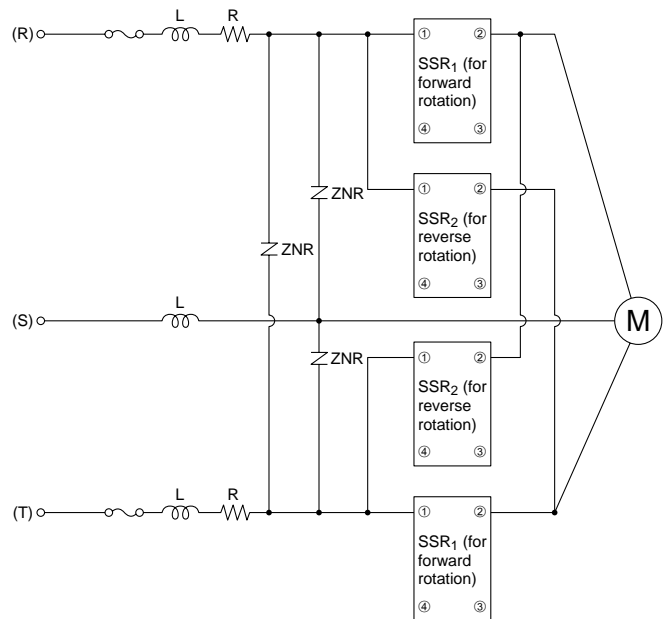 L R
(R)
① ②
SSR₁ (for
forward
rotation)
④ ③
① ②
ZNR
SSR₂ (for
reverse
rotation)
ZNR
④ ③
L
(S)
M
① ②
ZNR
SSR₂ (for
reverse
rotation)
④ ③
L R
(T)
① ②
SSR₁ (for
forward
rotation)
④ ③